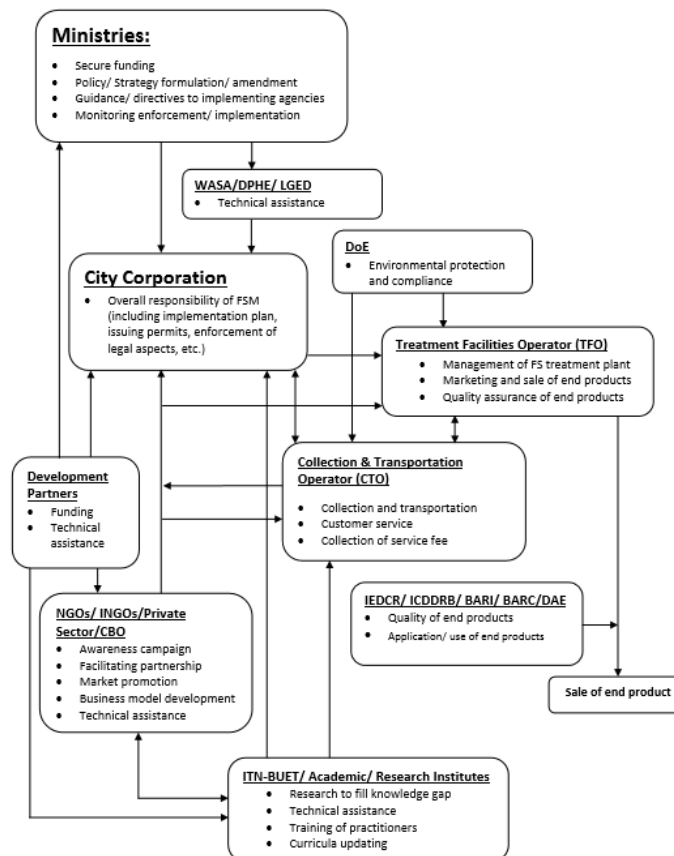 Ministries:
• Secure funding
• Policy/ Strategy formulation/ amendment
• Guidance/ directives to implementing agencies
• Monitoring enforcement/ implementation
WASA/DPHE/ LGED
• Technical assistance
DoE
• Environmental protection
and compliance
City Corporation
• Overall responsibility of FSM
(including implementation plan,
issuing permits, enforcement of
legal aspects, etc.)
Treatment Facilities Operator (TFO)
• Management of FS treatment plant
• Marketing and sale of end products
• Quality assurance of end products
Collection & Transportation
Operator (CTO)
• Collection and transportation
• Customer service
• Collection of service fee
Development
Partners
• Funding
• Technical
assistance
NGOs/ INGOs/Private
Sector/CBO
• Awareness campaign
• Facilitating partnership
• Market promotion
• Business model development
• Technical assistance
IEDCR/ ICDDRB/ BARI/ BARC/DAE
• Quality of end products
• Application/ use of end products
Sale of end product
ITN-BUET/ Academic/ Research Institutes
• Research to fill knowledge gap
• Technical assistance
• Training of practitioners
• Curricula updating